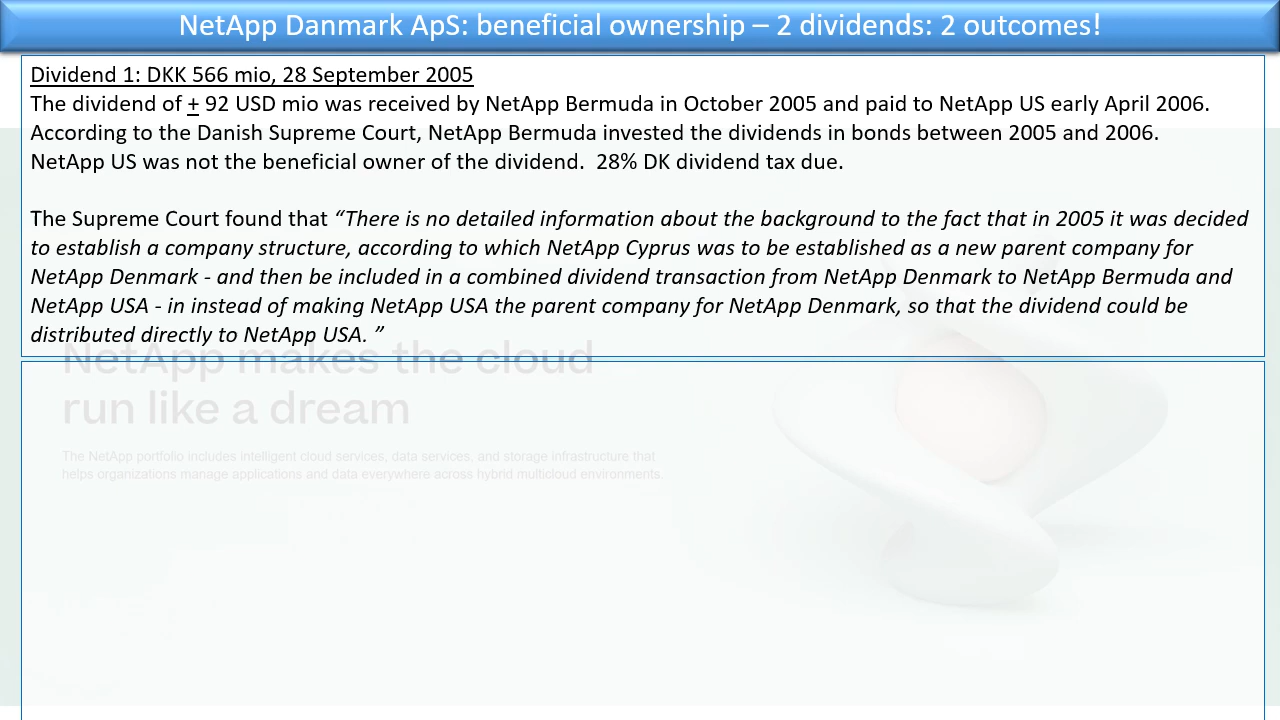 NetApp Danmark ApS: beneficial ownership – 2 dividends: 2 outcomes!
Dividend 1: DKK 566 mio, 28 September 2005
The dividend of + 92 USD mio was received by NetApp Bermuda in October 2005 and paid to NetApp US early April 2006.
According to the Danish Supreme Court, NetApp Bermuda invested the dividends in bonds between 2005 and 2006.
NetApp US was not the beneficial owner of the dividend.  28% DK dividend tax due.
The Supreme Court found that “There is no detailed information about the background to the fact that in 2005 it was decided
to establish a company structure, according to which NetApp Cyprus was to be established as a new parent company for
NetApp Denmark - and then be included in a combined dividend transaction from NetApp Denmark to NetApp Bermuda and
NetApp USA - in instead of making NetApp USA the parent company for NetApp Denmark, so that the dividend could be
distributed directly to NetApp USA. ”
NetApp makes the cloud
run like a dream
The NetApp portfolio includes intelligent cloud services, data services, and storage infrastructure that
helps organizations manage applications and data everywhere across hybrid multicloud environments.